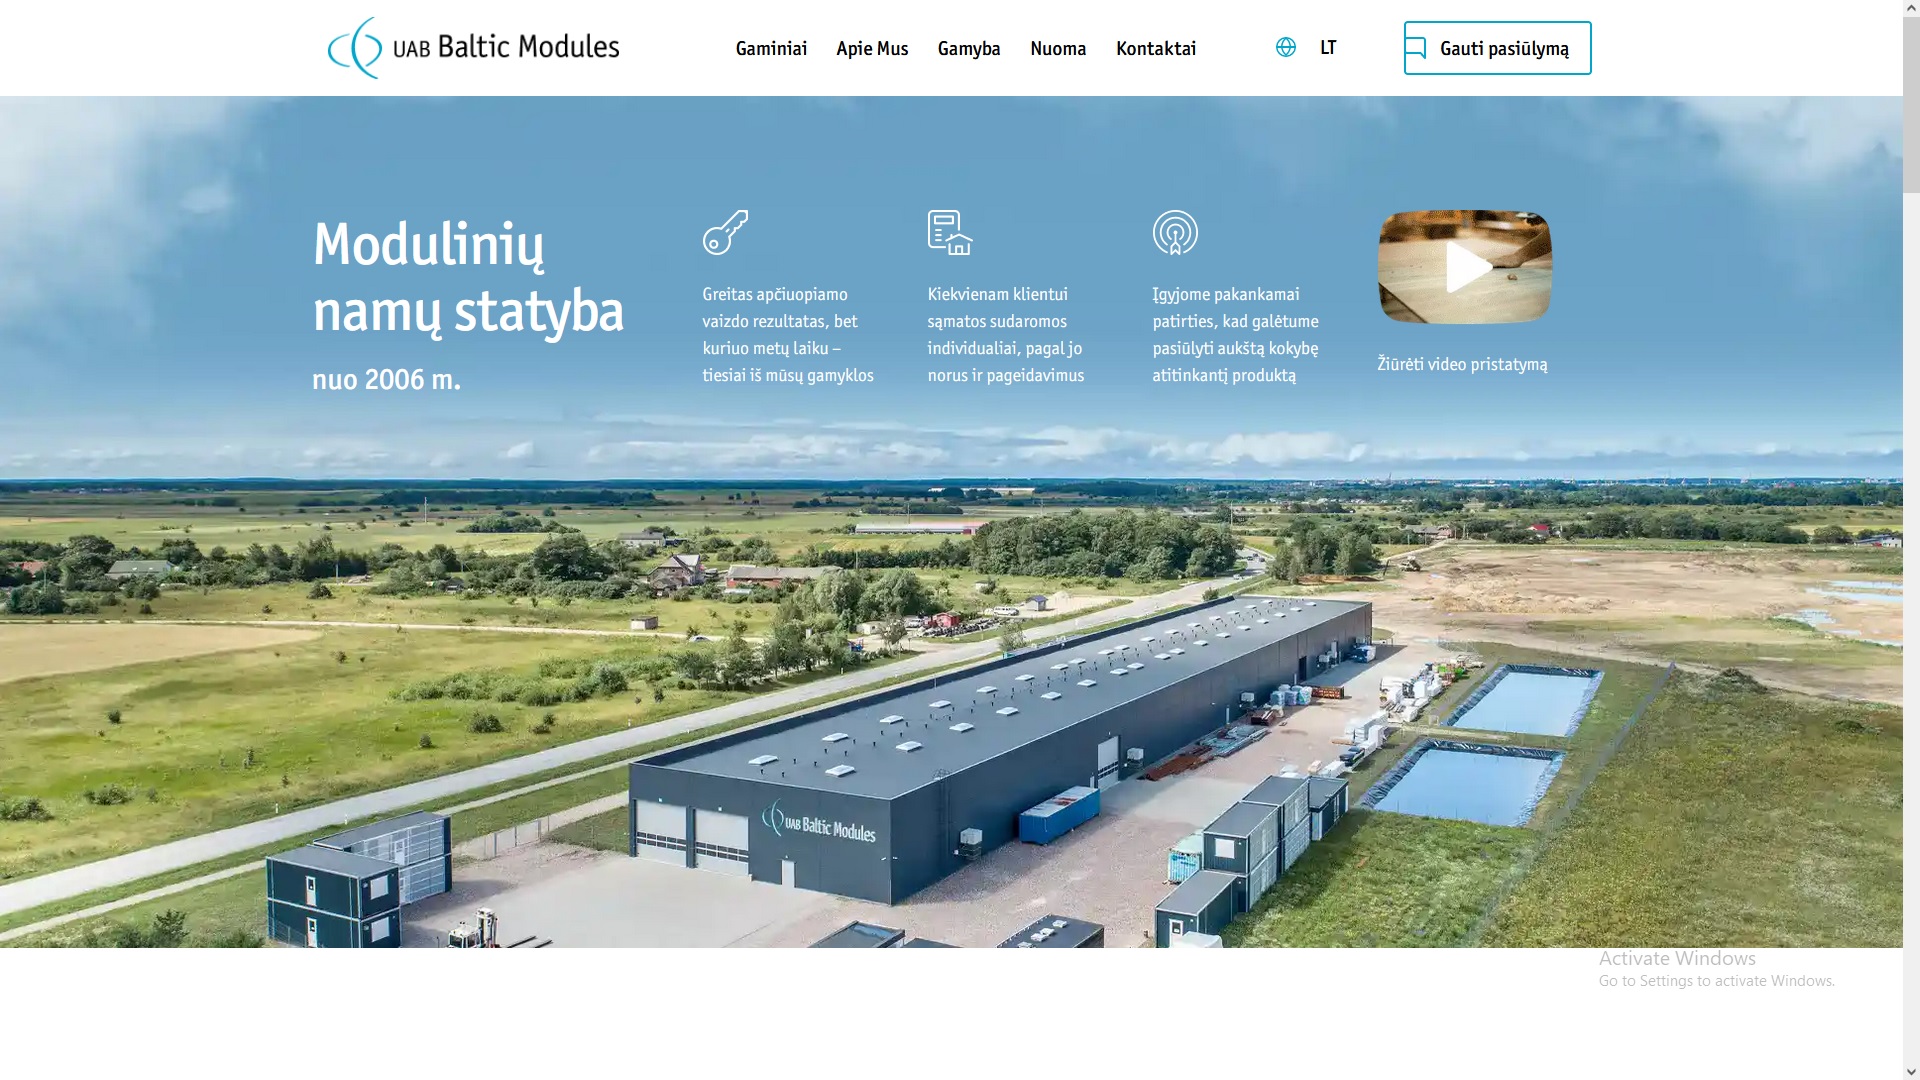 UAB Baltic Modules
Gaminiai
Apie Mus
Gamyba
Nuoma
Kontaktai
LT
Gauti pasiūlymą
Modulinių
namų statyba
nuo 2006 m.
Greitas apčiuopiamo
vaizdo rezultatas, bet
kuriuo metų laiku –
tiesiai iš mūsų gamyklos
Kiekvienam klientui
sąmatos sudaromos
individualiai, pagal jo
norus ir pageidavimus
Įgyjome pakankamai
patirties, kad galėtume
pasiūlyti aukštą kokybę
atitinkantį produktą
Žiūrėti video pristatymą
UAB Baltic Modules
Activate Windows
Go to Settings to activate Windows.